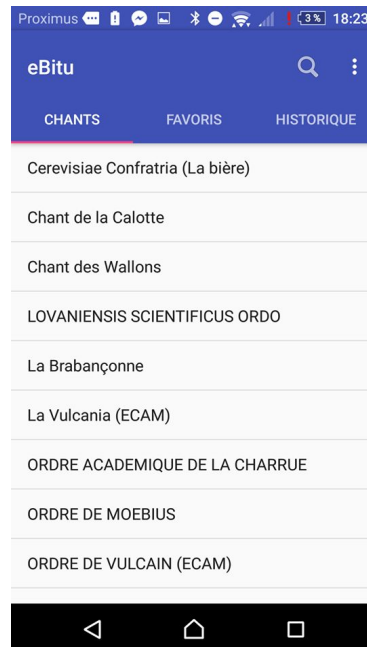 Proximus 3% 18:23
eBitu
CHANTS FAVORIS HISTORIQUE
Cerevisiae Confratria (La bière)
Chant de la Calotte
Chant des Wallons
LOVANIENSIS SCIENTIFICUS ORDO
La Brabançonne
La Vulcania (ECAM)
ORDRE ACADEMIQUE DE LA CHARRUE
ORDRE DE MOEBIUS
ORDRE DE VULCAIN (ECAM)